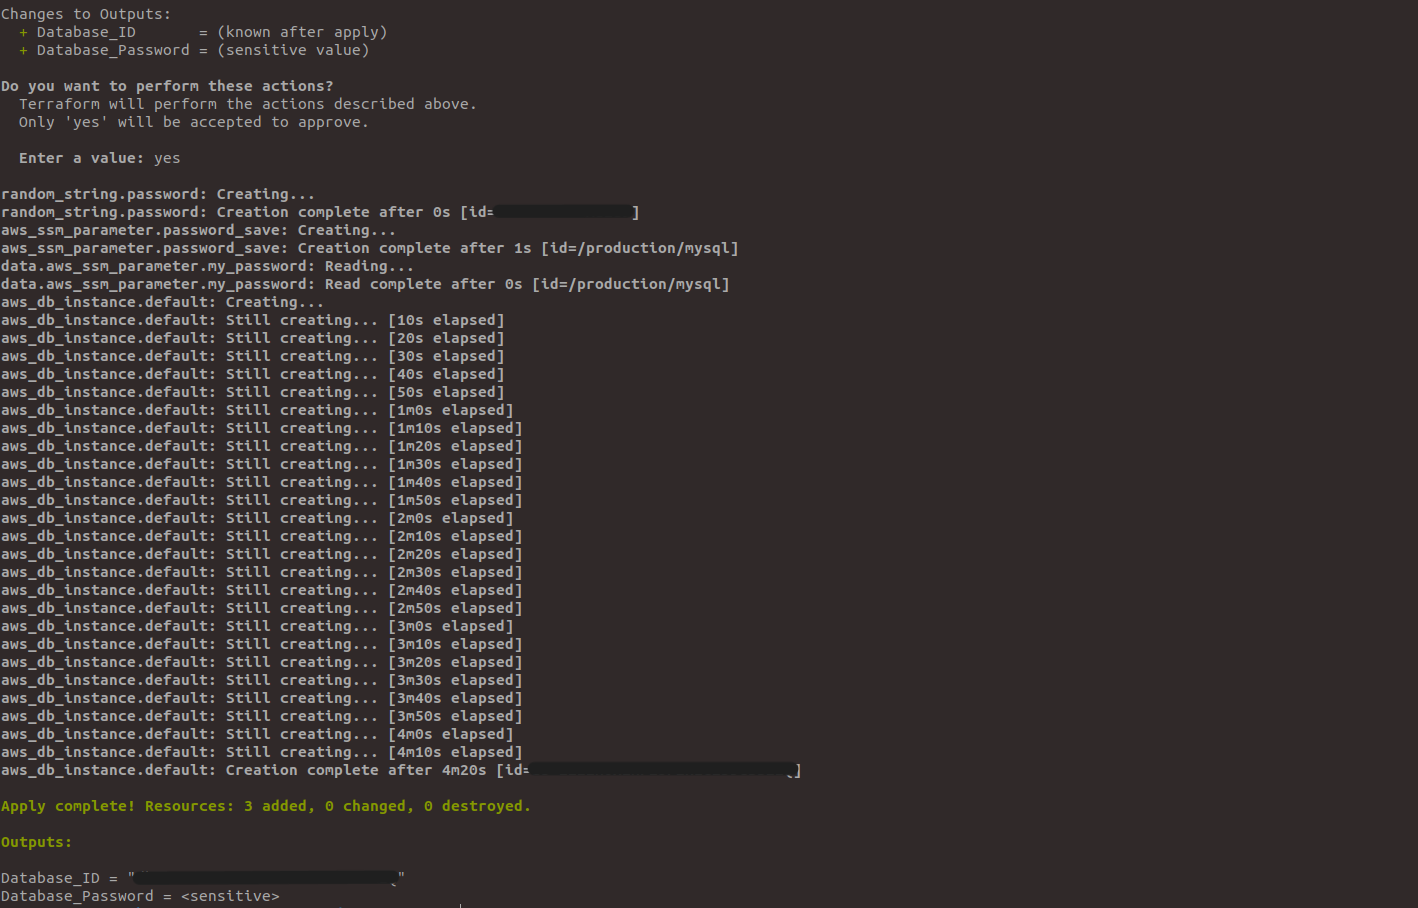 Changes to Outputs:
  + Database_ID       = (known after apply)
  + Database_Password = (sensitive value)
Do you want to perform these actions?
  Terraform will perform the actions described above.
  Only 'yes' will be accepted to approve.
  Enter a value: yes
random_string.password: Creating...
random_string.password: Creation complete after 0s [id=]
aws_ssm_parameter.password_save: Creating...
aws_ssm_parameter.password_save: Creation complete after 1s [id=/production/mysql]
data.aws_ssm_parameter.my_password: Reading...
data.aws_ssm_parameter.my_password: Read complete after 0s [id=/production/mysql]
aws_db_instance.default: Creating...
aws_db_instance.default: Still creating... [10s elapsed]
aws_db_instance.default: Still creating... [20s elapsed]
aws_db_instance.default: Still creating... [30s elapsed]
aws_db_instance.default: Still creating... [40s elapsed]
aws_db_instance.default: Still creating... [50s elapsed]
aws_db_instance.default: Still creating... [1m0s elapsed]
aws_db_instance.default: Still creating... [1m10s elapsed]
aws_db_instance.default: Still creating... [1m20s elapsed]
aws_db_instance.default: Still creating... [1m30s elapsed]
aws_db_instance.default: Still creating... [1m40s elapsed]
aws_db_instance.default: Still creating... [1m50s elapsed]
aws_db_instance.default: Still creating... [2m0s elapsed]
aws_db_instance.default: Still creating... [2m10s elapsed]
aws_db_instance.default: Still creating... [2m20s elapsed]
aws_db_instance.default: Still creating... [2m30s elapsed]
aws_db_instance.default: Still creating... [2m40s elapsed]
aws_db_instance.default: Still creating... [2m50s elapsed]
aws_db_instance.default: Still creating... [3m0s elapsed]
aws_db_instance.default: Still creating... [3m10s elapsed]
aws_db_instance.default: Still creating... [3m20s elapsed]
aws_db_instance.default: Still creating... [3m30s elapsed]
aws_db_instance.default: Still creating... [3m40s elapsed]
aws_db_instance.default: Still creating... [3m50s elapsed]
aws_db_instance.default: Still creating... [4m0s elapsed]
aws_db_instance.default: Still creating... [4m10s elapsed]
aws_db_instance.default: Creation complete after 4m20s [id=]
Apply complete! Resources: 3 added, 0 changed, 0 destroyed.
Outputs:
Database_ID = ""
Database_Password = <sensitive>